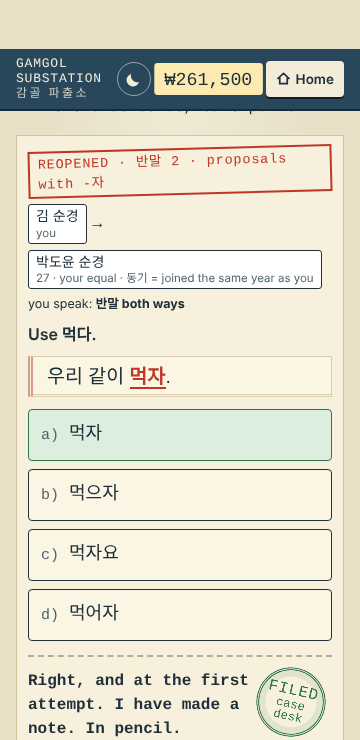 GAMGOL
SUBSTATION
감골 파출소
₩261,500
Home
REOPENED · 반말 2 · proposals
with -자
김 순경
you
→
박도윤 순경
27 · your equal · 동기 = joined the same year as you
you speak: 반말 both ways
Use 먹다.
우리 같이 먹자.
a) 먹자
b) 먹으자
c) 먹자요
d) 먹어자
Right, and at the first
attempt. I have made a
note. In pencil.
FILED
case
desk